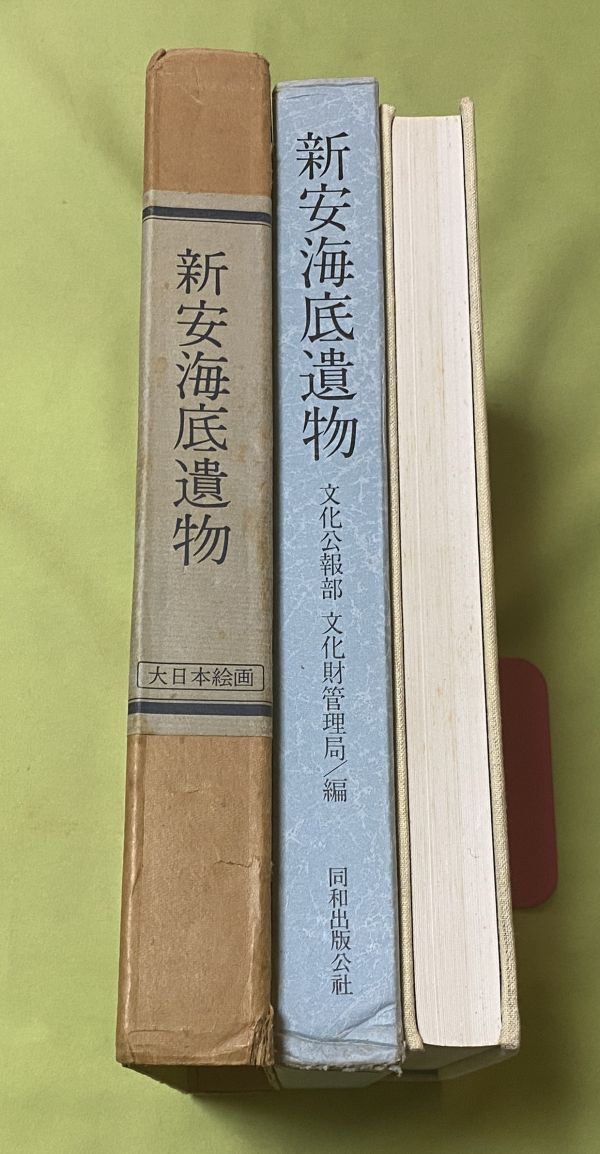 新安海底遺物
大日本絵画
新安海底遺物
文化公報部 文化財管理局／編
同和出版公社